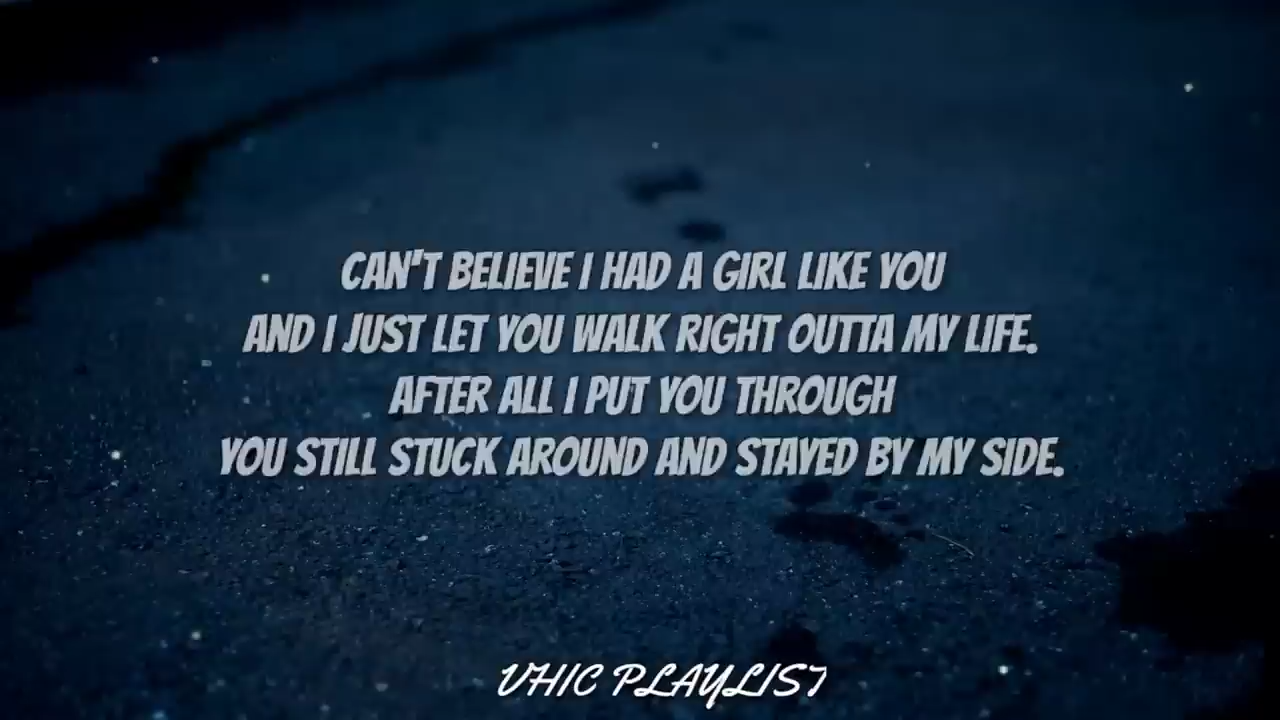 CAN'T BELIEVE I HAD A GIRL LIKE YOU
AND I JUST LET YOU WALK RIGHT OUTTA MY LIFE.
AFTER ALL I PUT YOU THROUGH
YOU STILL STUCK AROUND AND STAYED BY MY SIDE.
VHIC PLAYLIST